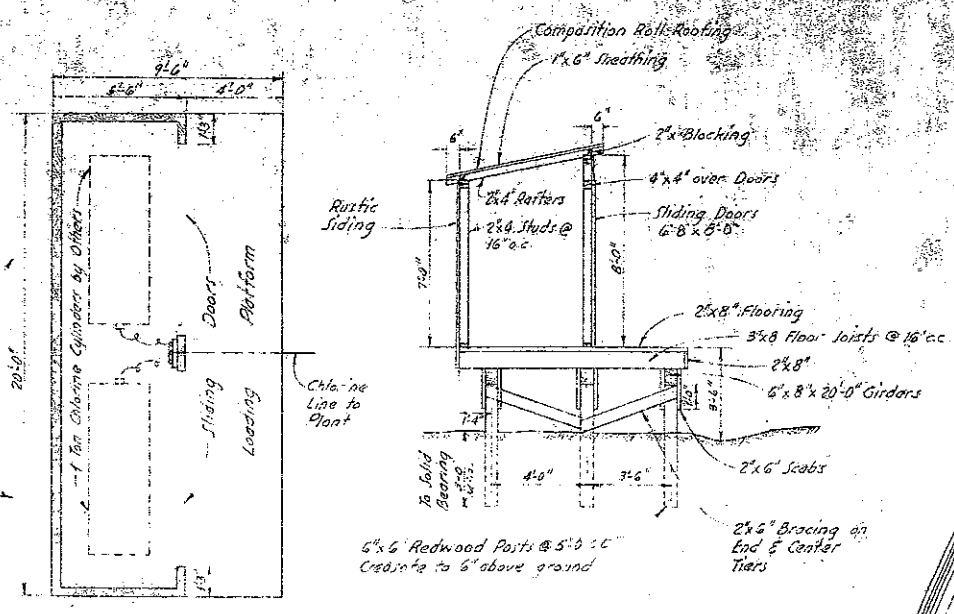 9'-6"
4'-0"
1'-3"
20'-0"
1 Ton Chlorine Cylinders by Others
Sliding Doors
Loading Platform
Chlorine
Line to
Plant
1'-3"
Composition Roll Roofing
1"x6" Sheathing
6"
6"
2"x Blocking
4"x4" over Doors
2"x4" Rafters
Rustic
Siding
2"x4" Studs @
16" o.c.
Sliding Doors
6'-8"x8'-0"
7'-0"
8'-0"
2"x8" Flooring
3"x8" Floor Joists @ 16" c.c.
2"x8"
6"x8"x20'-0" Girders
1'-4"
1'-0"
3'-6"
2"x6" Scabs
To Solid
Bearing
4'-0"
3'-6"
2"x6" Bracing on
End & Center
Tiers
6"x6" Redwood Posts @ 5'-0" c.c.
Creosote to 6" above ground